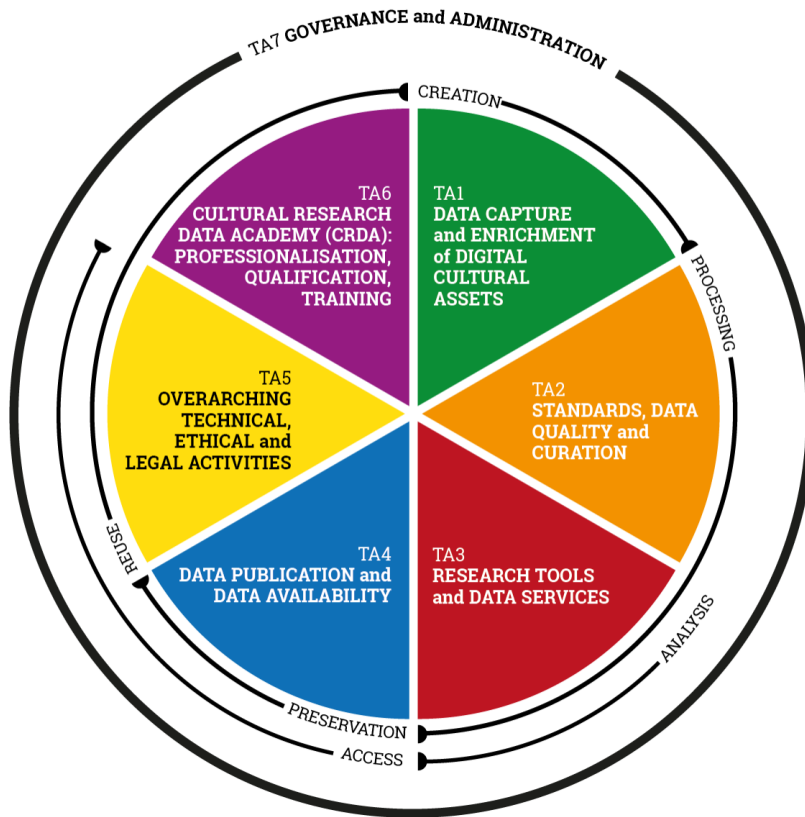 TA7 GOVERNANCE and ADMINISTRATION
CREATION
TA6
CULTURAL RESEARCH
DATA ACADEMY (CRDA):
PROFESSIONALISATION,
QUALIFICATION,
TRAINING
TA1
DATA CAPTURE
and ENRICHMENT
of DIGITAL
CULTURAL
ASSETS
PROCESSING
TA5
OVERARCHING
TECHNICAL,
ETHICAL and
LEGAL ACTIVITIES
TA2
STANDARDS, DATA
QUALITY and
CURATION
REUSE
TA4
DATA PUBLICATION and
DATA AVAILABILITY
TA3
RESEARCH TOOLS
and DATA SERVICES
ANALYSIS
PRESERVATION
ACCESS